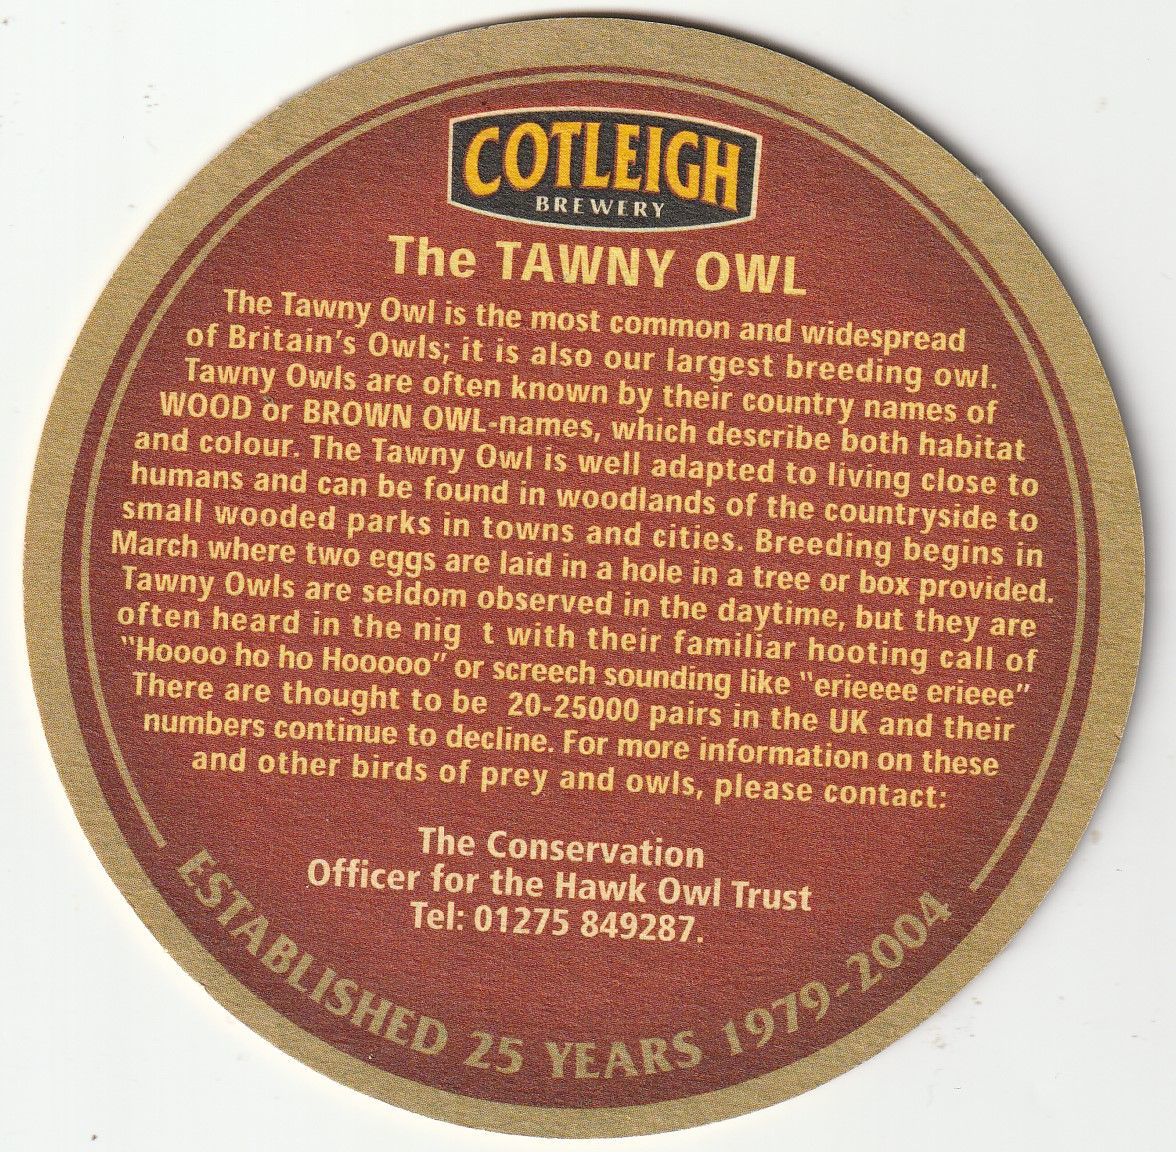 COTLEIGH
BREWERY
The TAWNY OWL
The Tawny Owl is the most common and widespread
of Britain's Owls; it is also our largest breeding owl.
Tawny Owls are often known by their country names of
WOOD or BROWN OWL-names, which describe both habitat
and colour. The Tawny Owl is well adapted to living close to
humans and can be found in woodlands of the countryside to
small wooded parks in towns and cities. Breeding begins in
March where two eggs are laid in a hole in a tree or box provided.
Tawny Owls are seldom observed in the daytime, but they are
often heard in the nig t with their familiar hooting call of
"Hoooo ho ho Hooooo" or screech sounding like "erieeee erieee"
There are thought to be 20-25000 pairs in the UK and their
numbers continue to decline. For more information on these
and other birds of prey and owls, please contact:
The Conservation
Officer for the Hawk Owl Trust
Tel: 01275 849287.
ESTABLISHED 25 YEARS 1979-2004